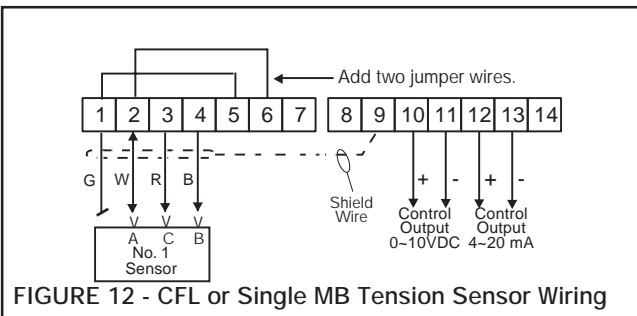 Add two jumper wires.
1 2 3 4 5 6 7 8 9 10 11 12 13 14
G W R B + - + -
Shield
Wire
Control
Output
0~10VDC
Control
Output
4~20 mA
A C B
No. 1
Sensor
FIGURE 12 - CFL or Single MB Tension Sensor Wiring